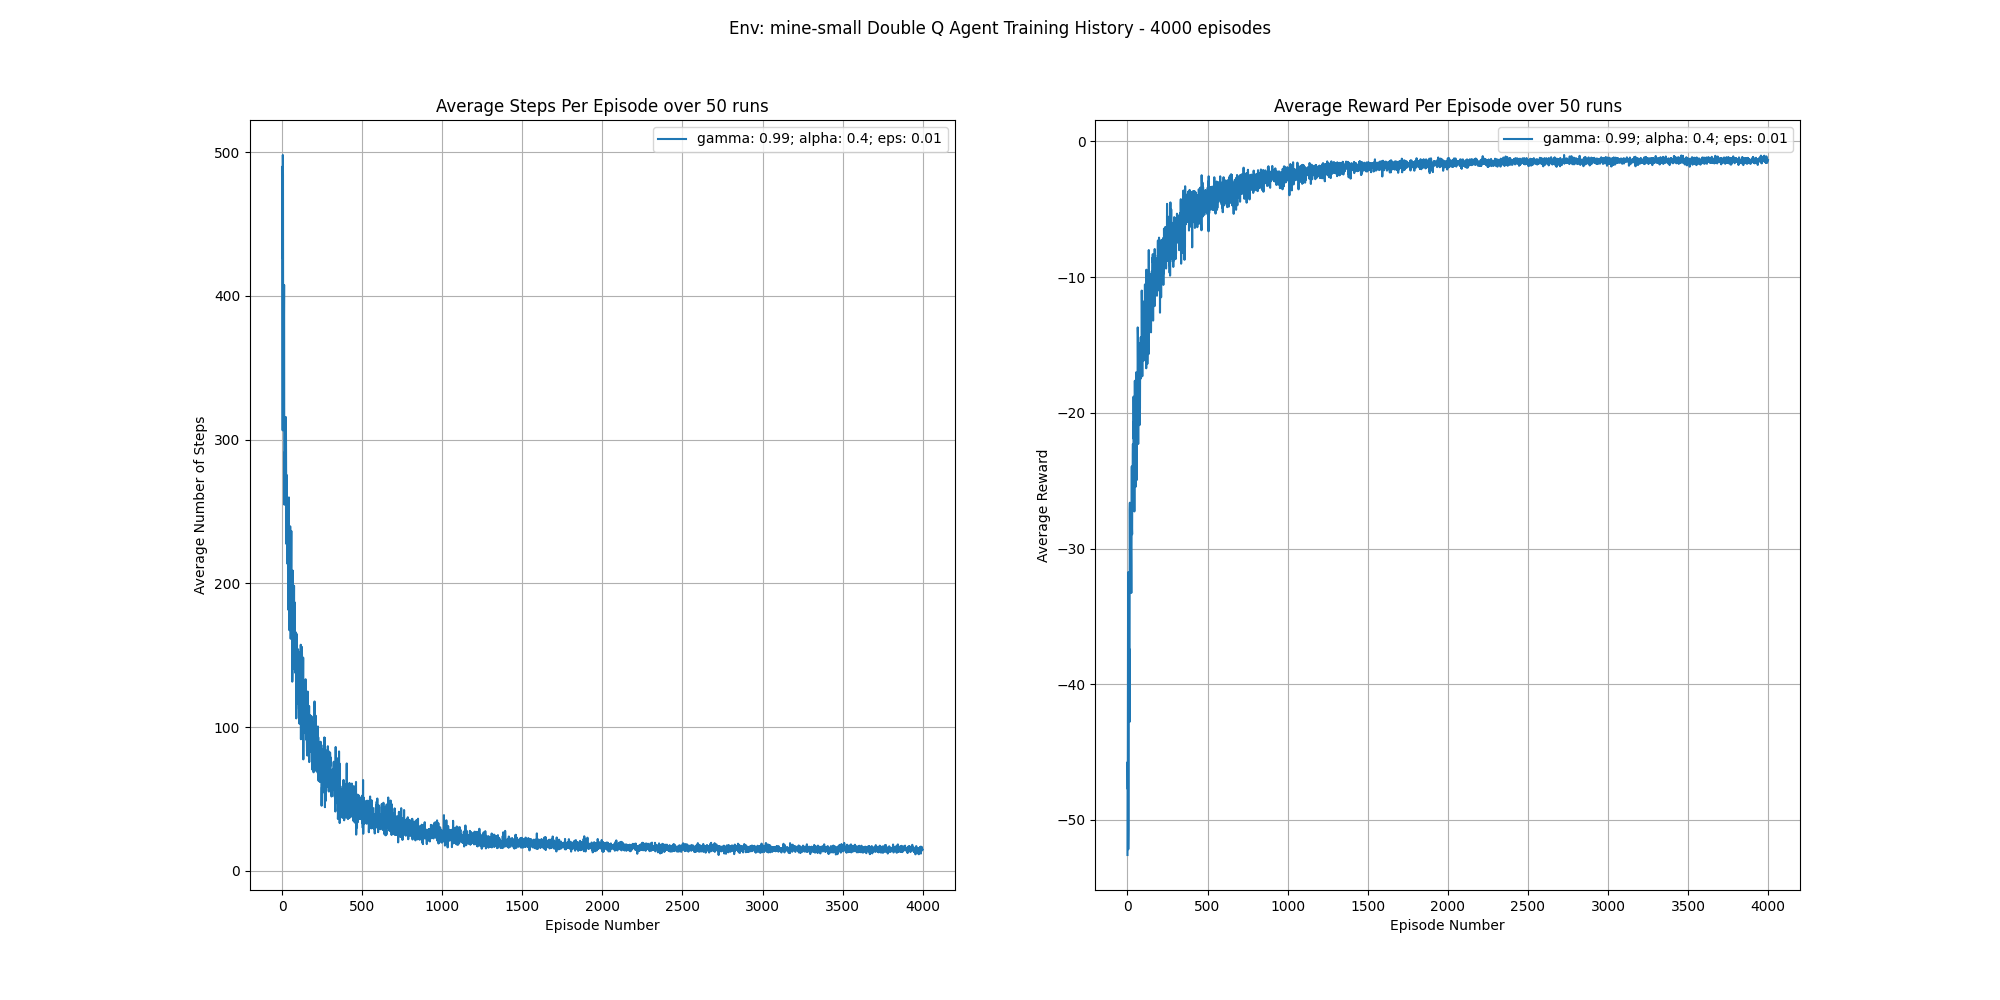 Env: mine-small Double Q Agent Training History - 4000 episodes
Average Steps Per Episode over 50 runs
gamma: 0.99; alpha: 0.4; eps: 0.01
500
400
300
200
100
0
Average Number of Steps
0 500 1000 1500 2000 2500 3000 3500 4000
Episode Number
Average Reward Per Episode over 50 runs
gamma: 0.99; alpha: 0.4; eps: 0.01
0
−10
−20
−30
−40
−50
Average Reward
0 500 1000 1500 2000 2500 3000 3500 4000
Episode Number